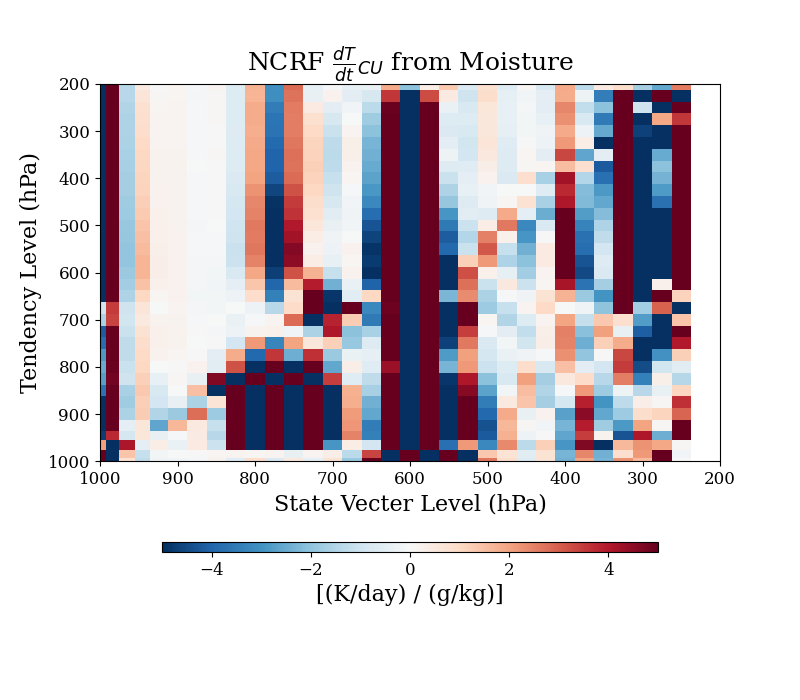 NCRF dT/dt CU from Moisture
200
300
400
500
600
700
800
900
1000
Tendency Level (hPa)
1000 900 800 700 600 500 400 300 200
State Vecter Level (hPa)
−4 −2 0 2 4
[(K/day) / (g/kg)]